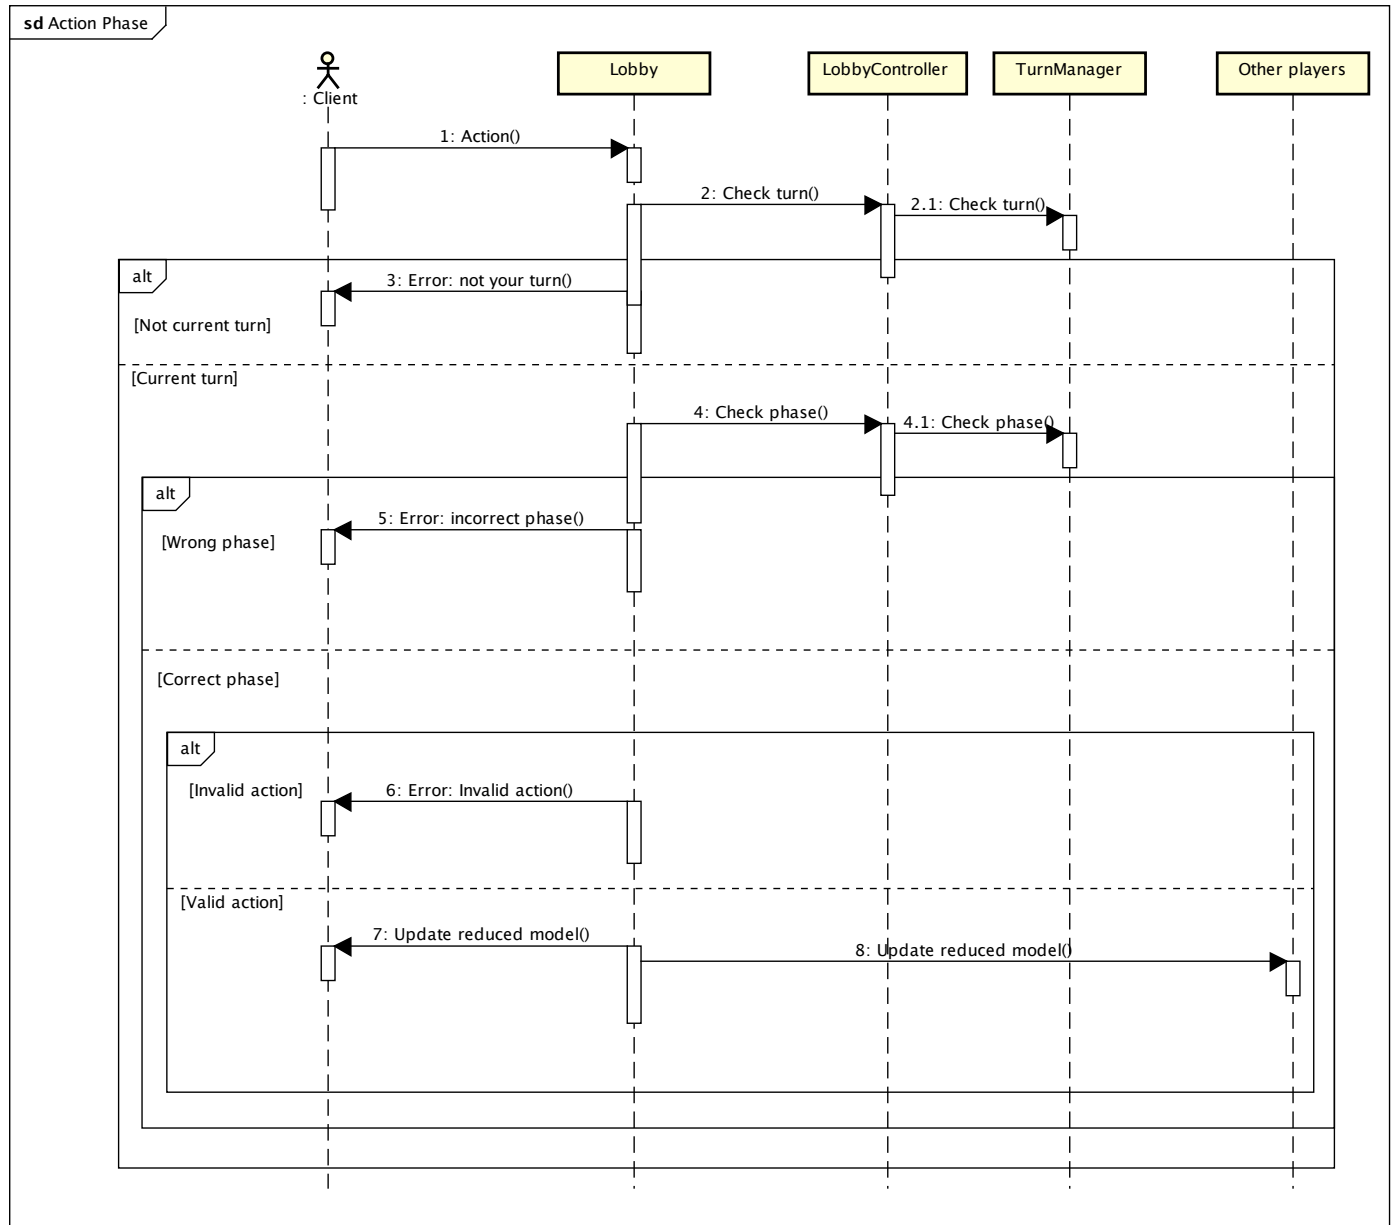 sd Action Phase
: Client
Lobby
LobbyController
TurnManager
Other players
1: Action()
2: Check turn()
2.1: Check turn()
alt
3: Error: not your turn()
[Not current turn]
[Current turn]
4: Check phase()
4.1: Check phase()
alt
5: Error: incorrect phase()
[Wrong phase]
[Correct phase]
alt
[Invalid action]
6: Error: Invalid action()
[Valid action]
7: Update reduced model()
8: Update reduced model()